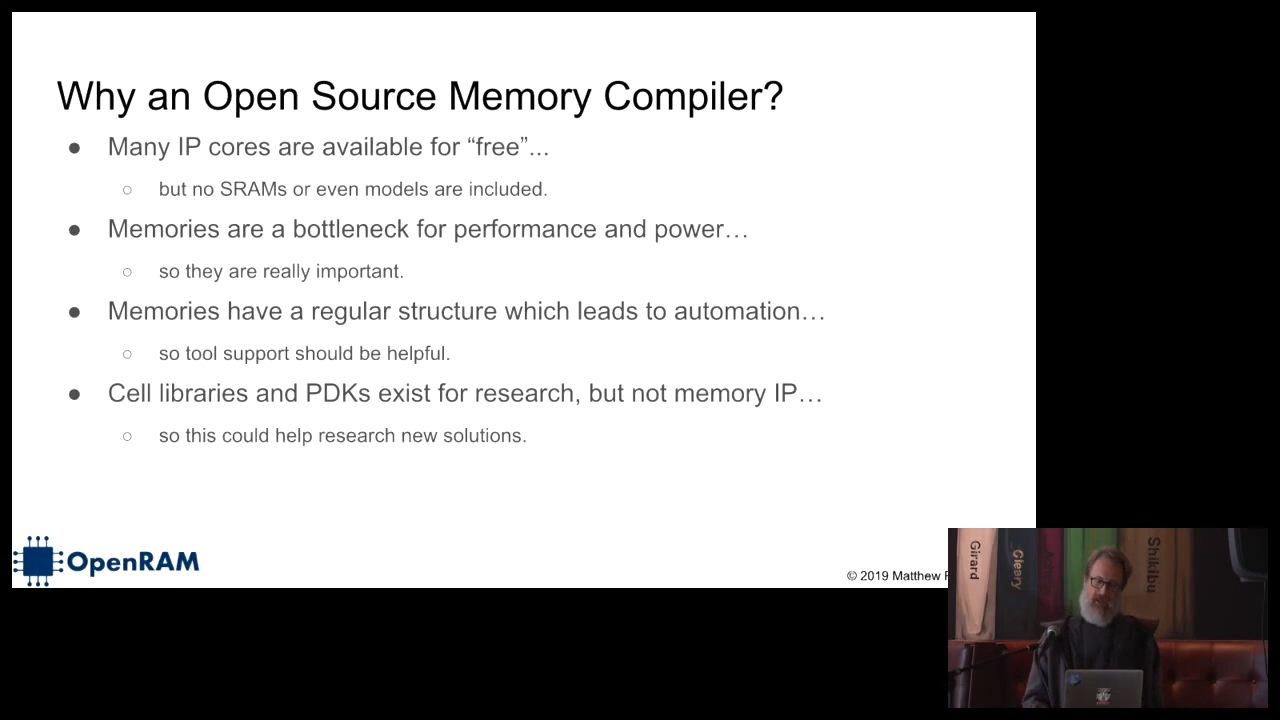 Why an Open Source Memory Compiler?
● Many IP cores are available for “free”...
○ but no SRAMs or even models are included.
● Memories are a bottleneck for performance and power…
○ so they are really important.
● Memories have a regular structure which leads to automation…
○ so tool support should be helpful.
● Cell libraries and PDKs exist for research, but not memory IP…
○ so this could help research new solutions.
OpenRAM
© 2019 Matthew
Girard
Cleary
Shikibu